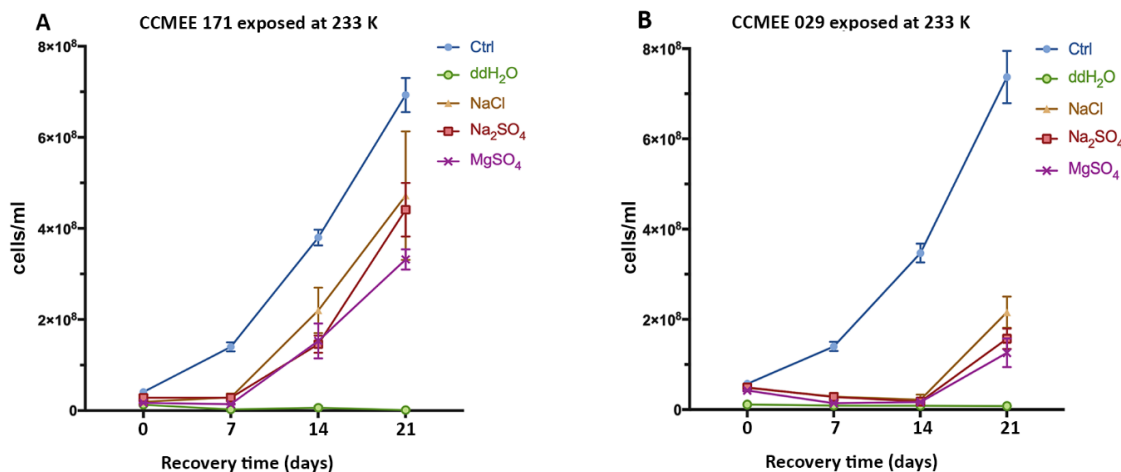 A
CCMEE 171 exposed at 233 K
8×10⁸
6×10⁸
4×10⁸
2×10⁸
0
cells/ml
0 7 14 21
Recovery time (days)
Ctrl
ddH₂O
NaCl
Na₂SO₄
MgSO₄
B
CCMEE 029 exposed at 233 K
8×10⁸
6×10⁸
4×10⁸
2×10⁸
0
cells/ml
0 7 14 21
Recovery time (days)
Ctrl
ddH₂O
NaCl
Na₂SO₄
MgSO₄